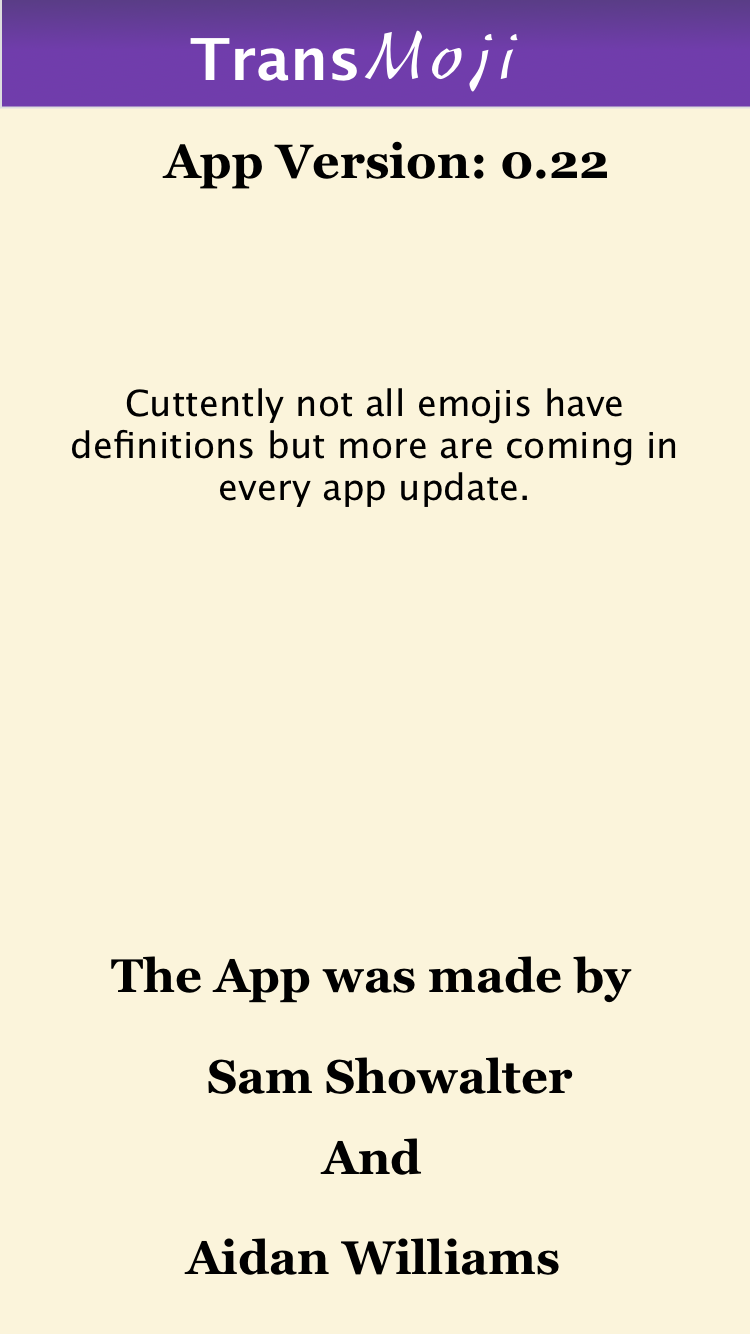 TransMoji
App Version: 0.22
Cuttently not all emojis have
definitions but more are coming in
every app update.
The App was made by
Sam Showalter
And
Aidan Williams